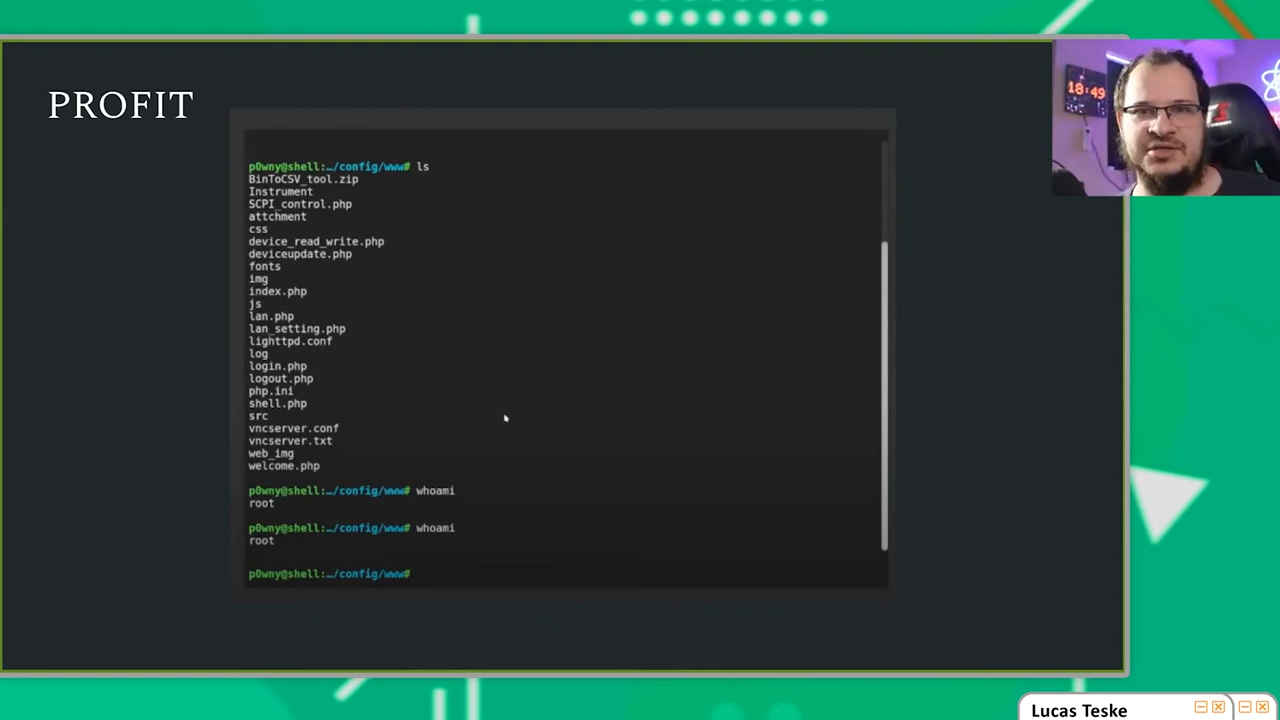 PROFIT
18:49
p0wny@shell:…/config/www# ls
BinToCSV_tool.zip
Instrument
SCPI_control.php
attchment
css
device_read_write.php
deviceupdate.php
fonts
img
index.php
js
lan.php
lan_setting.php
lighttpd.conf
log
login.php
logout.php
php.ini
shell.php
src
vncserver.conf
vncserver.txt
web_img
welcome.php
p0wny@shell:…/config/www# whoami
root
p0wny@shell:…/config/www# whoami
root
p0wny@shell:…/config/www#
Lucas Teske